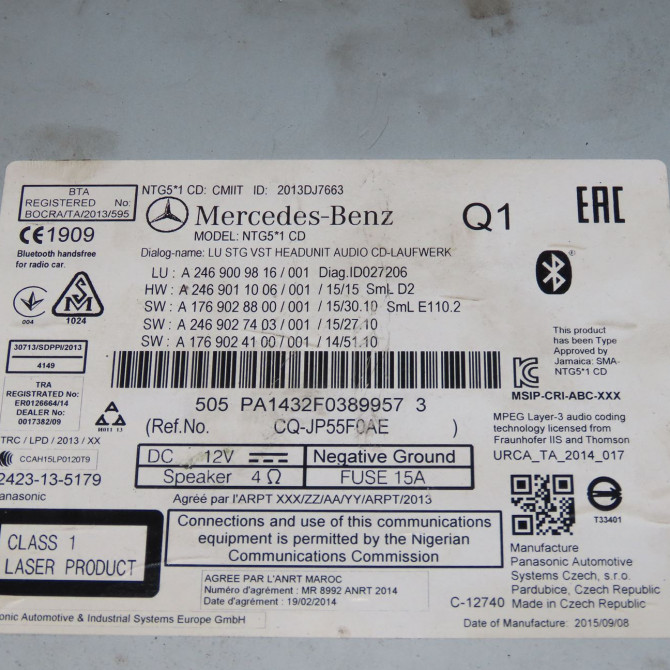 BTA
REGISTERED No:
BOCRA/TA/2013/595
NTG5*1 CD: CMIIT ID: 2013DJ7663
Mercedes-Benz
Q1
EAC
MODEL: NTG5*1 CD
CE1909
Bluetooth handsfree
for radio car.
Dialog-name: LU STG VST HEADUNIT AUDIO CD-LAUFWERK
LU : A 246 900 98 16 / 001 Diag.ID027206
HW : A 246 901 10 06 / 001 / 15/15 SmL D2
SW : A 176 902 88 00 / 001 / 15/30.10 SmL E110.2
SW : A 246 902 74 03 / 001 / 15/27.10
SW : A 176 902 41 00 / 001 / 14/51.10
004
SM
1024
30713/SDPPI/2013
4149
This product
has been Type
Approved by
Jamaica: SMA-
NTG5*1 CD
MSIP-CRI-ABC-XXX
TRA
REGISTERED No:
ER0126664/14
DEALER No:
0017382/09
505 PA1432F0389957 3
(Ref.No. CQ-JP55F0AE )
MPEG Layer-3 audio coding
technology licensed from
Fraunhofer IIS and Thomson
URCA_TA_2014_017
TRC / LPD / 2013 / XX
CCAH15LP0120T9
2423-13-5179
anasonic
DC 12V
Negative Ground
Speaker 4 Ω
FUSE 15A
Agréé par l'ARPT XXX/ZZ/AA/YY/ARPT/2013
T33401
CLASS 1
LASER PRODUCT
Connections and use of this communications
equipment is permitted by the Nigerian
Communications Commission
AGREE PAR L'ANRT MAROC
Numéro d'agrément : MR 8992 ANRT 2014
Date d'agrément : 19/02/2014
Manufacture
Panasonic Automotive
Systems Czech, s.r.o.
Pardubice, Czech Republic
C-12740 Made in Czech Republic
onic Automotive & Industrial Systems Europe GmbH
Date of Manufacture: 2015/09/08